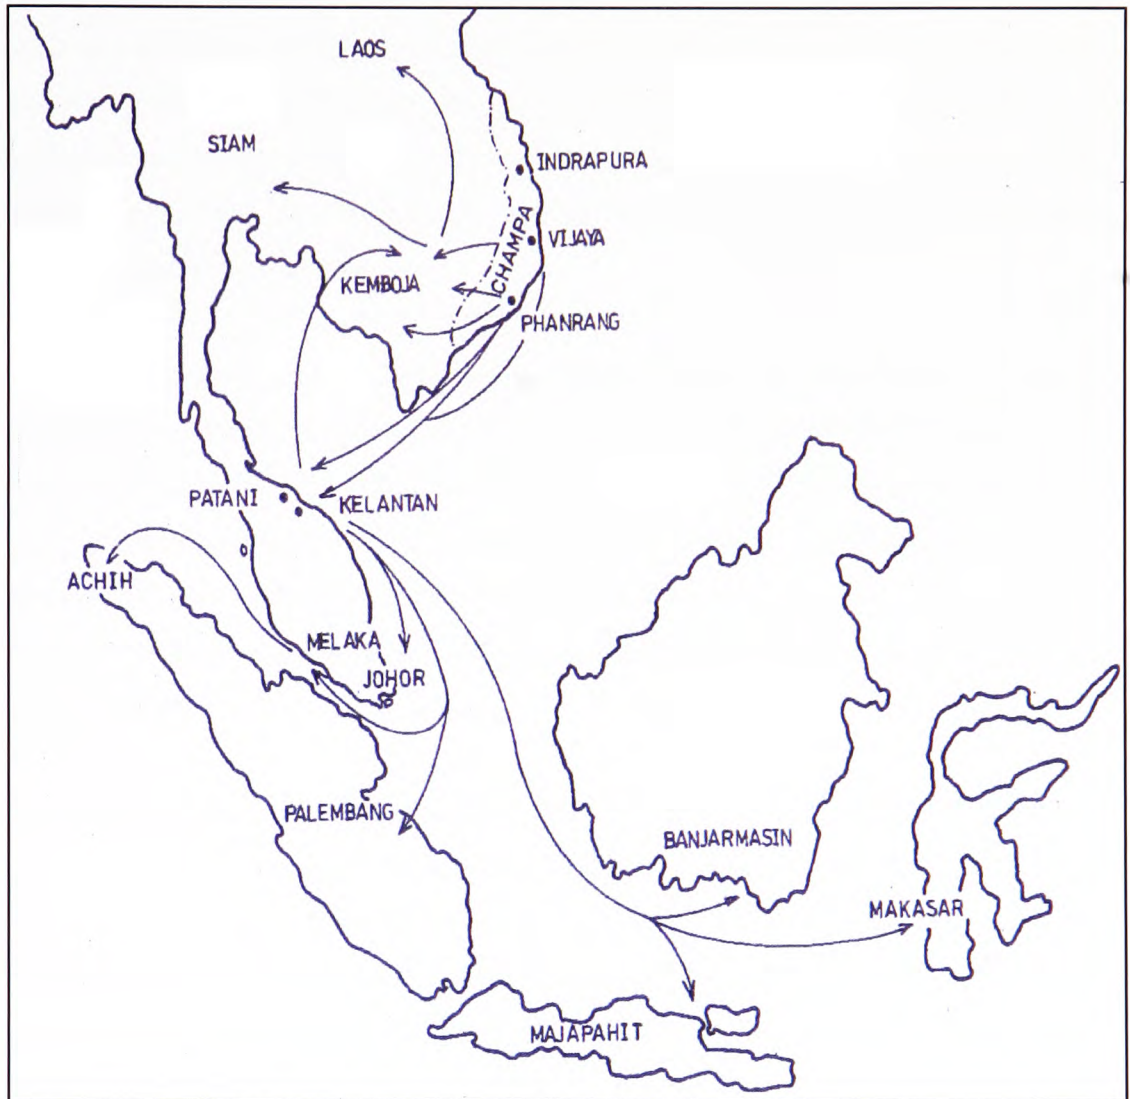 LAOS
SIAM
INDRAPURA
CHAMPA
VIJAYA
KEMBOJA
PHANRANG
PATANI
KELANTAN
ACHIH
MELAKA
JOHOR
PALEMBANG
BANJARMASIN
MAKASAR
MAJAPAHIT